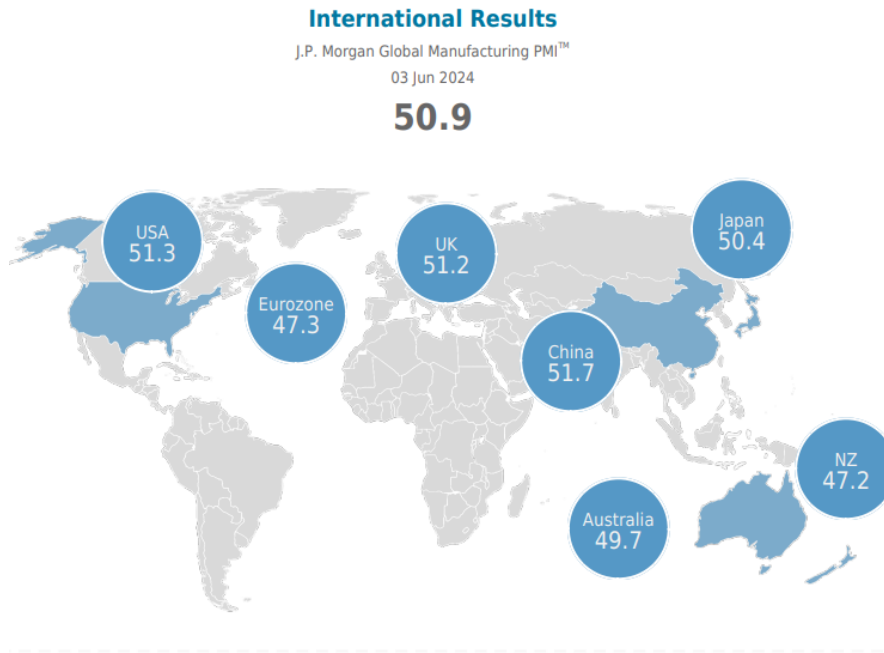 International Results
J.P. Morgan Global Manufacturing PMI™
03 Jun 2024
50.9
USA
51.3
Eurozone
47.3
UK
51.2
Japan
50.4
China
51.7
NZ
47.2
Australia
49.7